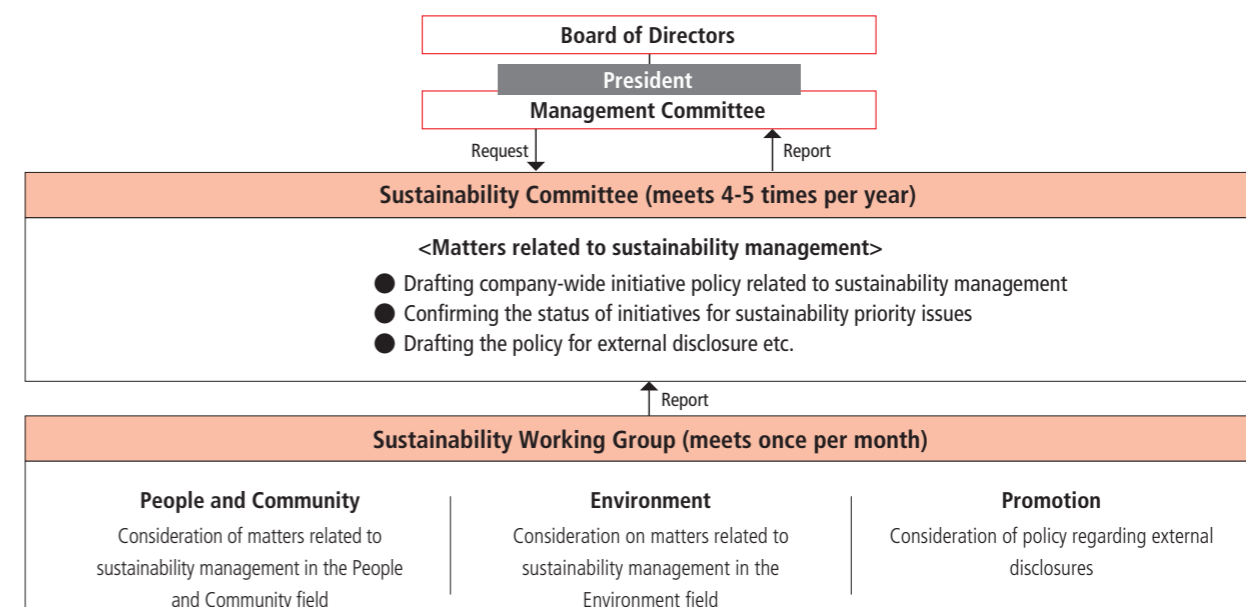 Board of Directors
President
Management Committee
Request
Report
Sustainability Committee (meets 4-5 times per year)
<Matters related to sustainability management>
● Drafting company-wide initiative policy related to sustainability management
● Confirming the status of initiatives for sustainability priority issues
● Drafting the policy for external disclosure etc.
Report
Sustainability Working Group (meets once per month)
People and Community
Consideration of matters related to
sustainability management in the People
and Community field
Environment
Consideration on matters related to
sustainability management in the
Environment field
Promotion
Consideration of policy regarding external
disclosures